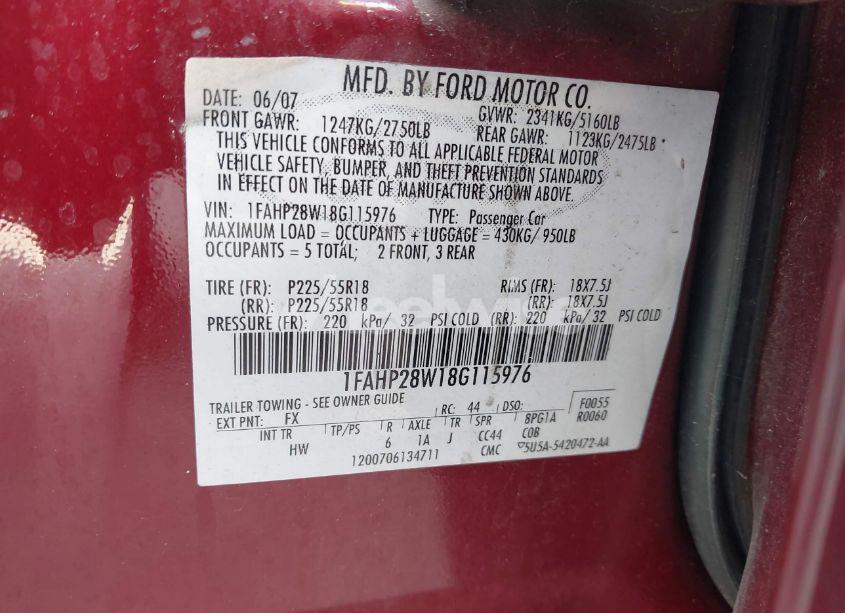 MFD. BY FORD MOTOR CO.
DATE: 06/07 GVWR: 2341KG/5160LB
FRONT GAWR: 1247KG/2750LB REAR GAWR: 1123KG/2475LB
THIS VEHICLE CONFORMS TO ALL APPLICABLE FEDERAL MOTOR
VEHICLE SAFETY, BUMPER, AND THEFT PREVENTION STANDARDS
IN EFFECT ON THE DATE OF MANUFACTURE SHOWN ABOVE.
VIN: 1FAHP28W18G115976 TYPE: Passenger Car
MAXIMUM LOAD = OCCUPANTS + LUGGAGE = 430KG/ 950LB
OCCUPANTS = 5 TOTAL; 2 FRONT, 3 REAR
TIRE (FR): P225/55R18 RIMS (FR): 18X7.5J
(RR): P225/55R18 (RR): 18X7.5J
PRESSURE (FR): 220 kPa/ 32 PSI COLD (RR): 220 kPa/ 32 PSI COLD
1FAHP28W18G115976
TRAILER TOWING - SEE OWNER GUIDE
EXT PNT: FX RC: 44 DSO: F0055
INT TR TP/PS R AXLE TR SPR 8PG1A R0060
HW 6 1A J CC44 COB
1200706134711 CMC 5U5A-5420472-AA